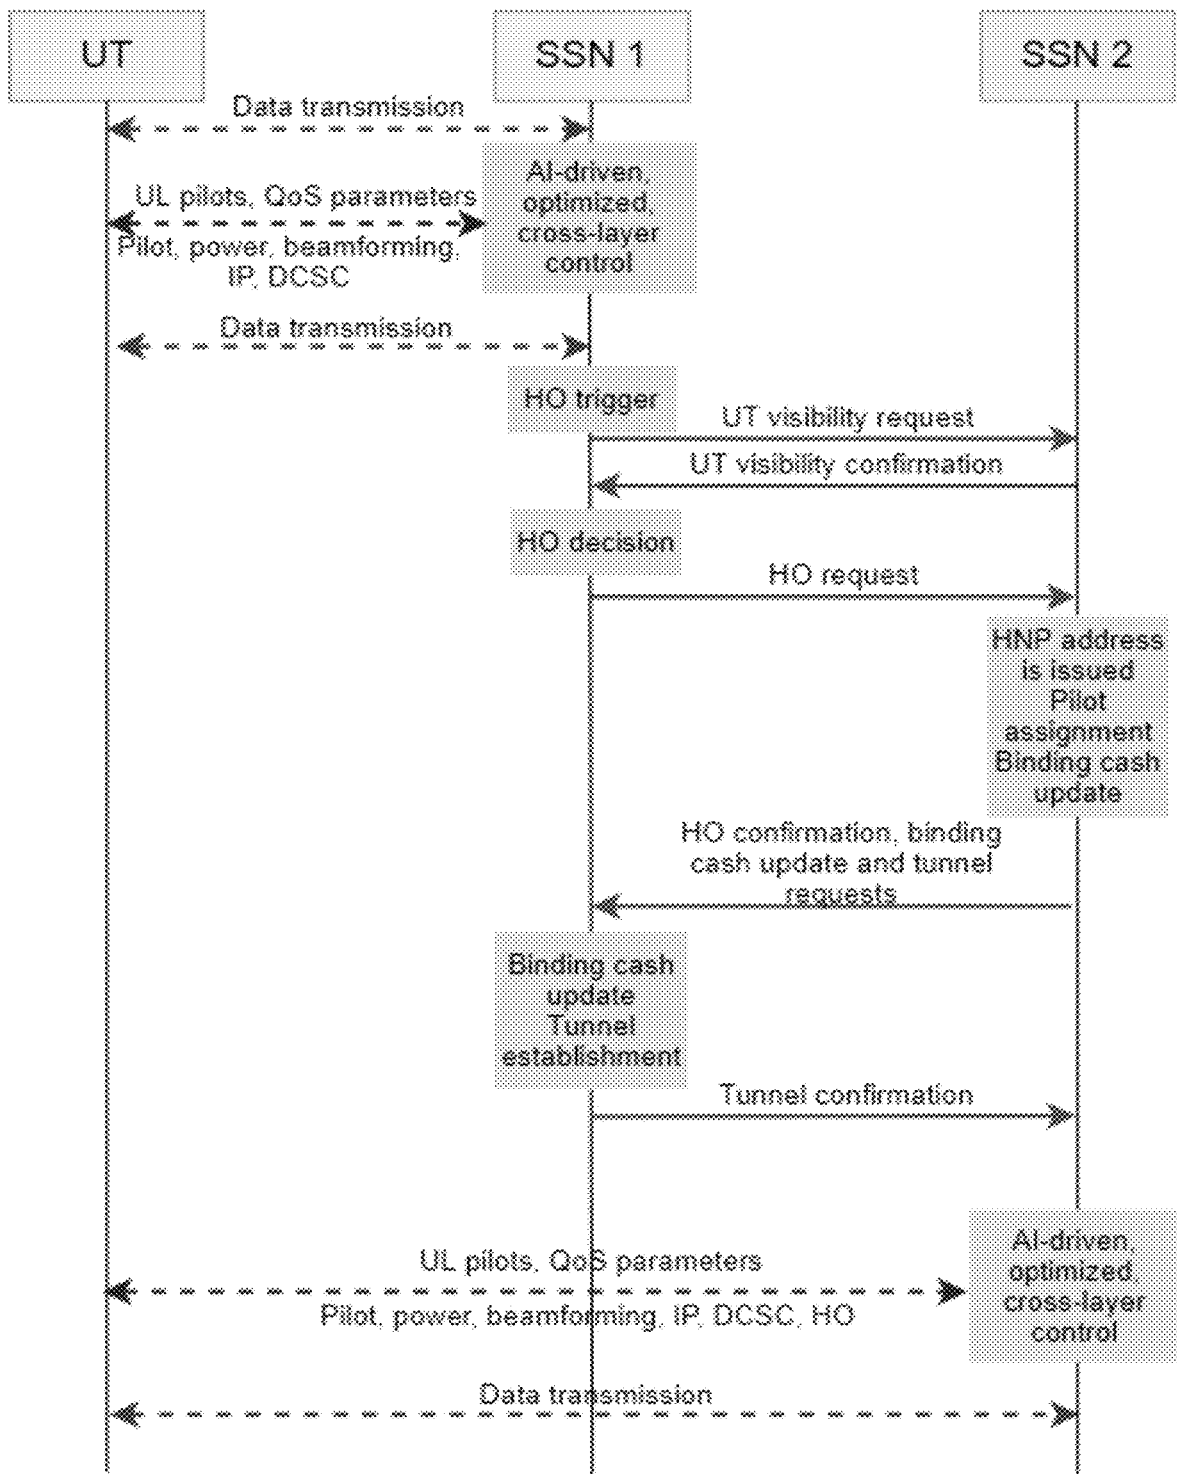 UT
SSN 1
SSN 2
Data transmission
AI-driven,
optimized,
cross-layer
control
UL pilots, QoS parameters
Pilot, power, beamforming,
IP, DCSC
Data transmission
HO trigger
UT visibility request
UT visibility confirmation
HO decision
HO request
HNP address
is issued
Pilot
assignment
Binding cash
update
HO confirmation, binding
cash update and tunnel
requests
Binding cash
update
Tunnel
establishment
Tunnel confirmation
AI-driven,
optimized,
cross-layer
control
UL pilots, QoS parameters
Pilot, power, beamforming, IP, DCSC, HO
Data transmission